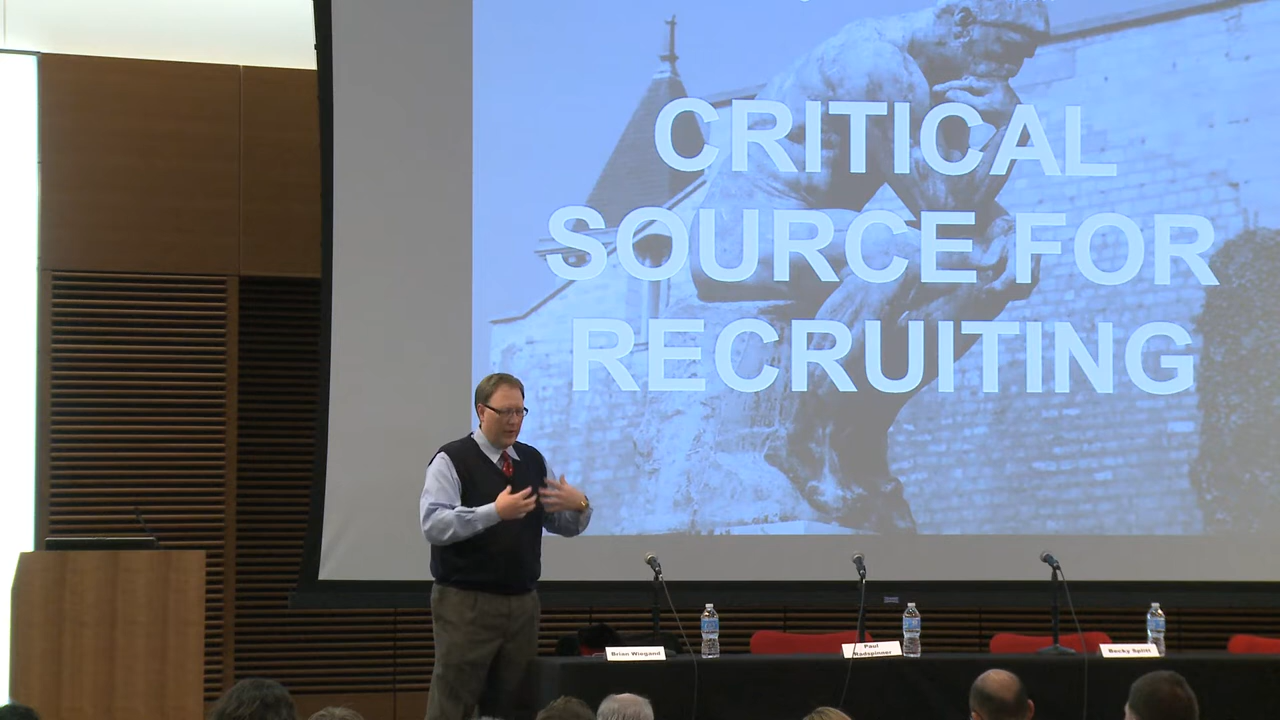 CRITICAL
SOURCE FOR
RECRUITING
Brian Wiegand
Paul
Radspinner
Becky Splitt